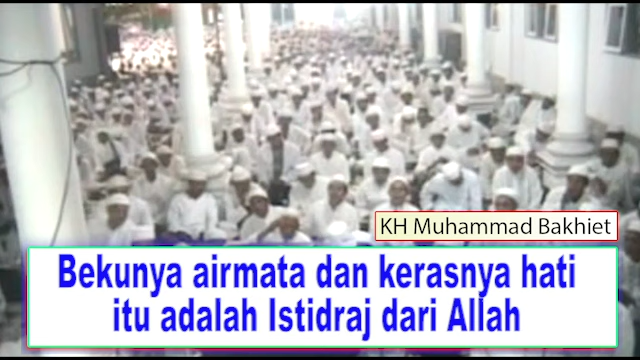 KH Muhammad Bakhiet
Bekunya airmata dan kerasnya hati
itu adalah Istidraj dari Allah